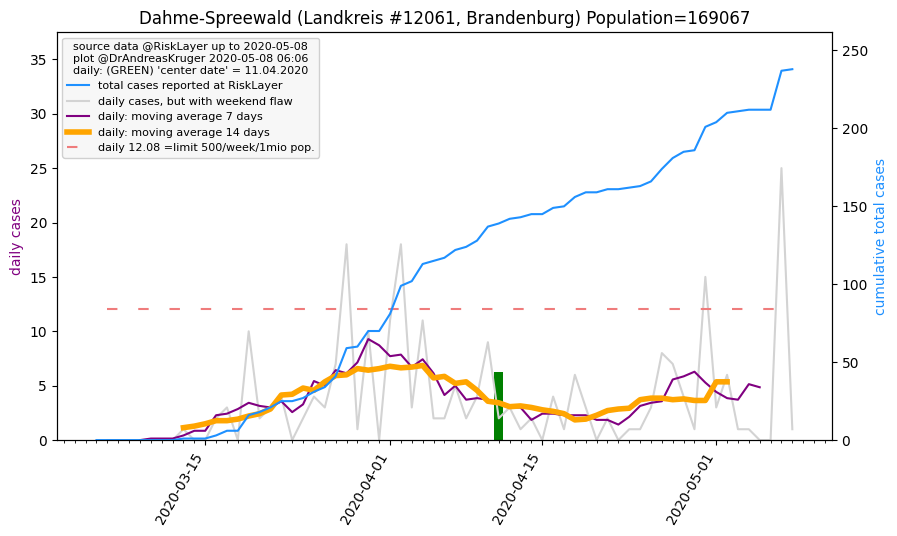 Dahme-Spreewald (Landkreis #12061, Brandenburg) Population=169067
source data @RiskLayer up to 2020-05-08
plot @DrAndreasKruger 2020-05-08 06:06
daily: (GREEN) 'center date' = 11.04.2020
total cases reported at RiskLayer
daily cases, but with weekend flaw
daily: moving average 7 days
daily: moving average 14 days
daily 12.08 =limit 500/week/1mio pop.
daily cases
35
30
25
20
15
10
5
0
cumulative total cases
250
200
150
100
50
0
2020-03-15
2020-04-01
2020-04-15
2020-05-01